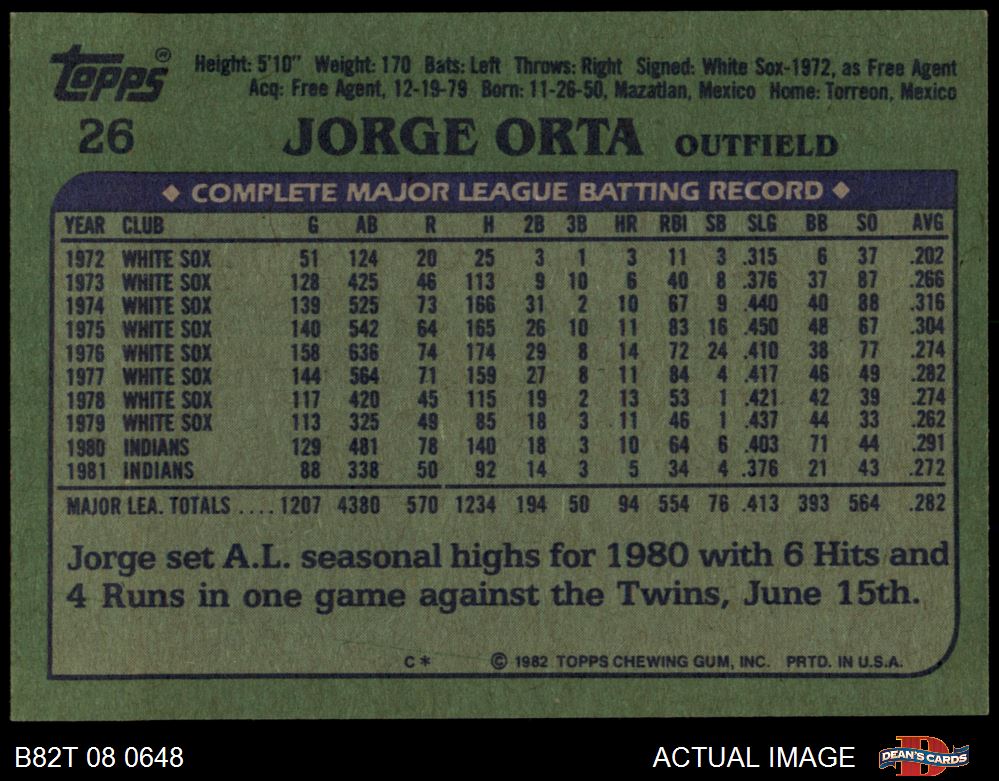 Topps®
Height: 5'10" Weight: 170 Bats: Left Throws: Right Signed: White Sox-1972, as Free Agent
Acq: Free Agent, 12-19-79 Born: 11-26-50, Mazatlan, Mexico Home: Torreon, Mexico
26 JORGE ORTA OUTFIELD
◆ COMPLETE MAJOR LEAGUE BATTING RECORD ◆
YEAR CLUB G AB R H 2B 3B HR RBI SB SLG BB SO AVG
1972 WHITE SOX 51 124 20 25 3 1 3 11 3 .315 6 37 .202
1973 WHITE SOX 128 425 46 113 9 10 6 40 8 .376 37 87 .266
1974 WHITE SOX 139 525 73 166 31 2 10 67 9 .440 40 88 .316
1975 WHITE SOX 140 542 64 165 26 10 11 83 16 .450 48 67 .304
1976 WHITE SOX 158 636 74 174 29 8 14 72 24 .410 38 77 .274
1977 WHITE SOX 144 564 71 159 27 8 11 84 4 .417 46 49 .282
1978 WHITE SOX 117 420 45 115 19 2 13 53 1 .421 42 39 .274
1979 WHITE SOX 113 325 49 85 18 3 11 46 1 .437 44 33 .262
1980 INDIANS 129 481 78 140 18 3 10 64 6 .403 71 44 .291
1981 INDIANS 88 338 50 92 14 3 5 34 4 .376 21 43 .272
MAJOR LEA. TOTALS .... 1207 4380 570 1234 194 50 94 554 76 .413 393 564 .282
Jorge set A.L. seasonal highs for 1980 with 6 Hits and
4 Runs in one game against the Twins, June 15th.
C* © 1982 TOPPS CHEWING GUM, INC. PRTD. IN U.S.A.
B82T 08 0648 ACTUAL IMAGE DEAN'S CARDS